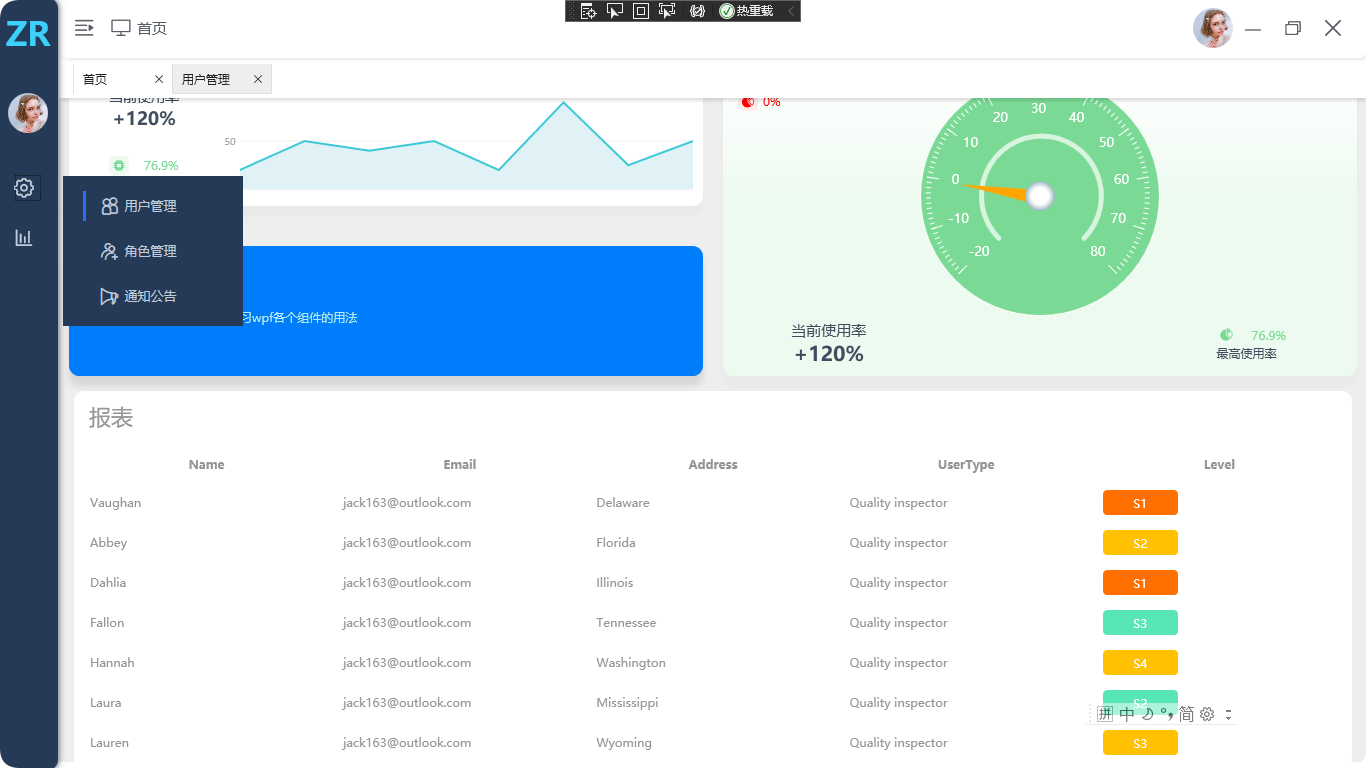 ZR
首页
热重载
首页
用户管理
当前使用率
+120%
50
76.9%
0%
-20
-10
0
10
20
30
40
50
60
70
80
用户管理
角色管理
通知公告
习wpf各个组件的用法
当前使用率
+120%
76.9%
最高使用率
报表
Name Email Address UserType Level
Vaughan jack163@outlook.com Delaware Quality inspector S1
Abbey jack163@outlook.com Florida Quality inspector S2
Dahlia jack163@outlook.com Illinois Quality inspector S1
Fallon jack163@outlook.com Tennessee Quality inspector S3
Hannah jack163@outlook.com Washington Quality inspector S4
Laura jack163@outlook.com Mississippi Quality inspector S2
拼 中 简
Lauren jack163@outlook.com Wyoming Quality inspector S3